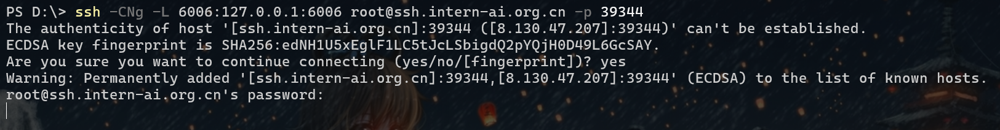 PS D:\> ssh -CNg -L 6006:127.0.0.1:6006 root@ssh.intern-ai.org.cn -p 39344
The authenticity of host '[ssh.intern-ai.org.cn]:39344 ([8.130.47.207]:39344)' can't be established.
ECDSA key fingerprint is SHA256:edNH1U5xEglF1LC5tJcLSbigdQ2pYQjH0D49L6GcSAY.
Are you sure you want to continue connecting (yes/no/[fingerprint])? yes
Warning: Permanently added '[ssh.intern-ai.org.cn]:39344,[8.130.47.207]:39344' (ECDSA) to the list of known hosts.
root@ssh.intern-ai.org.cn's password: